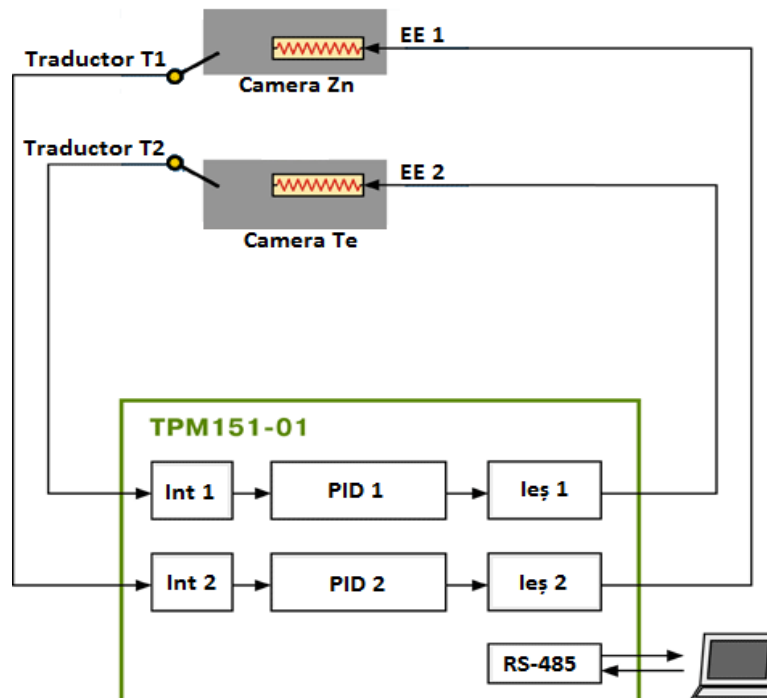 EE 1
Traductor T1
Camera Zn
Traductor T2
EE 2
Camera Te
TPM151-01
Int 1
PID 1
Ieș 1
Int 2
PID 2
Ieș 2
RS-485